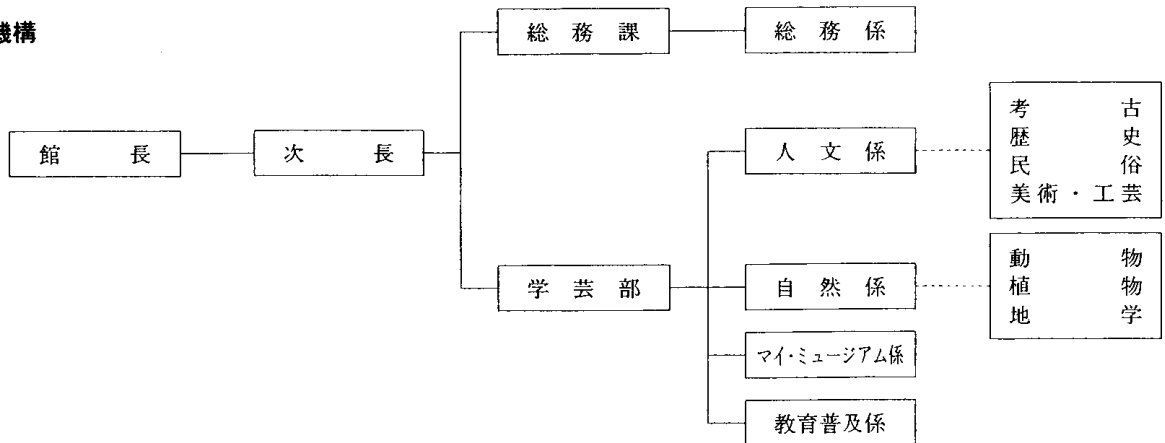 機構
館長
次長
総務課
総務係
学芸部
人文係
考古
歴史
民俗
美術・工芸
自然係
動物
植物
地学
マイ・ミュージアム係
教育普及係